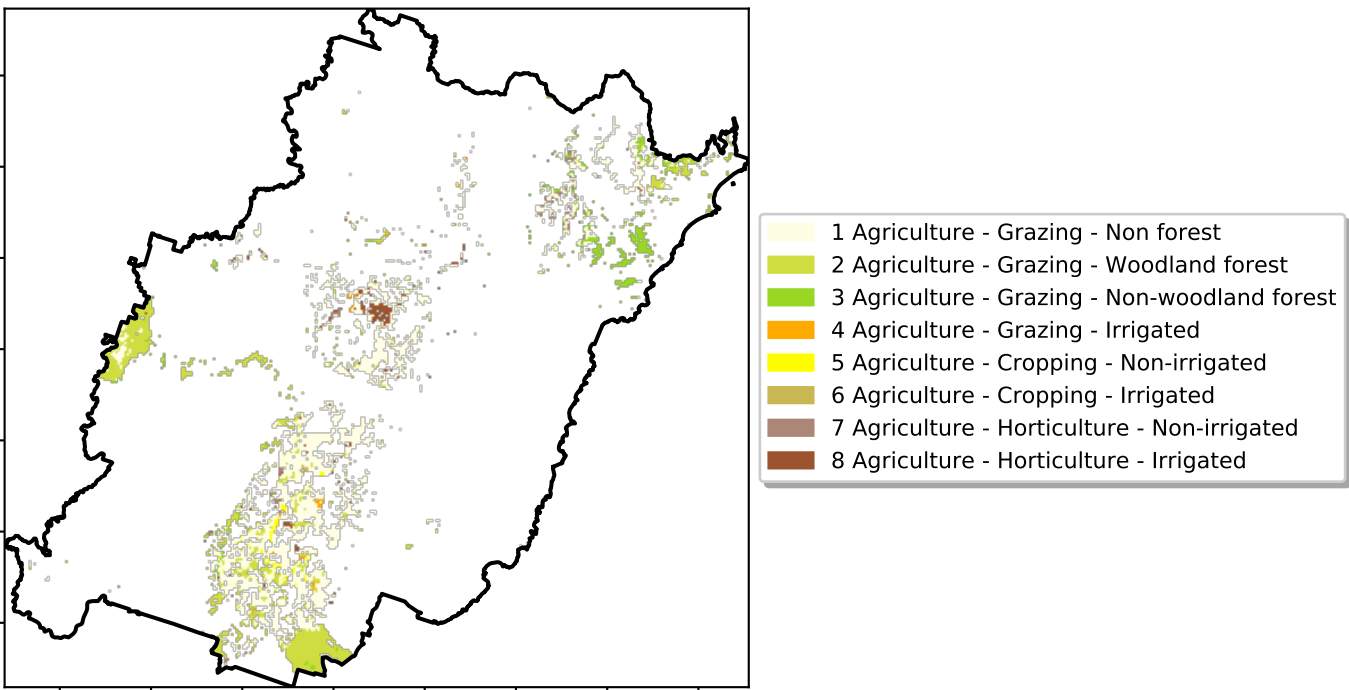 1 Agriculture - Grazing - Non forest
2 Agriculture - Grazing - Woodland forest
3 Agriculture - Grazing - Non-woodland forest
4 Agriculture - Grazing - Irrigated
5 Agriculture - Cropping - Non-irrigated
6 Agriculture - Cropping - Irrigated
7 Agriculture - Horticulture - Non-irrigated
8 Agriculture - Horticulture - Irrigated